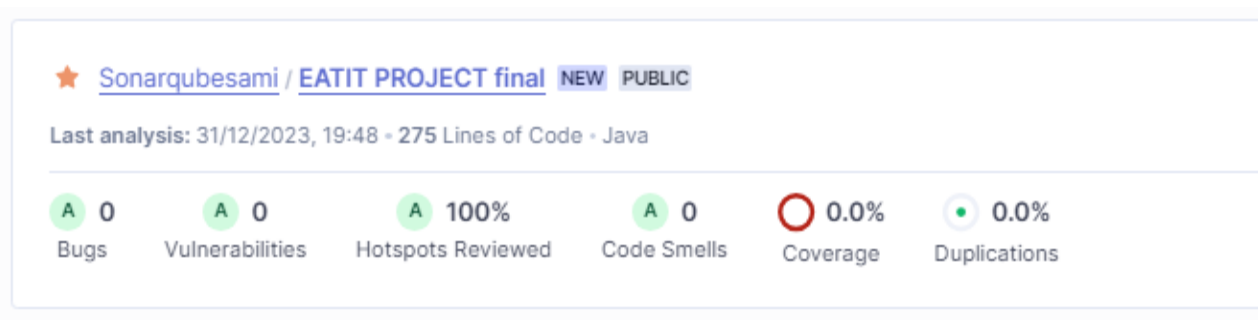 Sonarqubesami / EATIT PROJECT final NEW PUBLIC
Last analysis: 31/12/2023, 19:48 • 275 Lines of Code • Java
A 0 A 0 A 100% A 0 0.0% 0.0%
Bugs Vulnerabilities Hotspots Reviewed Code Smells Coverage Duplications